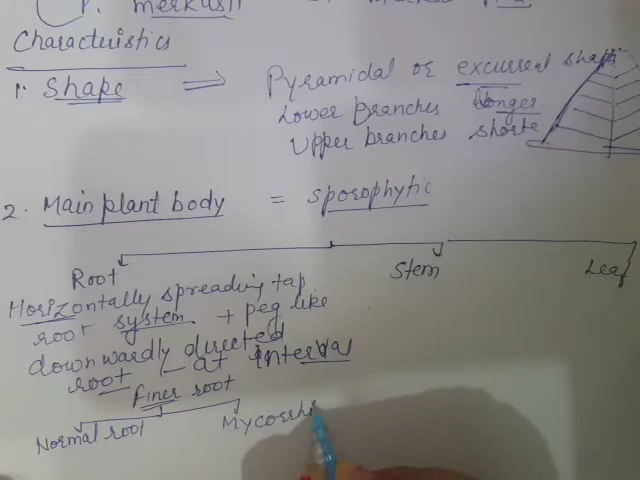 P. merkusii
Characteristics
1. Shape ⇒ Pyramidal or excurrent shape
Lower Branches longer
Upper branches shorte
2. Main plant body = sporophytic
Root Stem Leaf
Horizontally spreading tap
root system + peg like
downwardly directed
root - at interval
Finer root
Normal root Mycorrhi